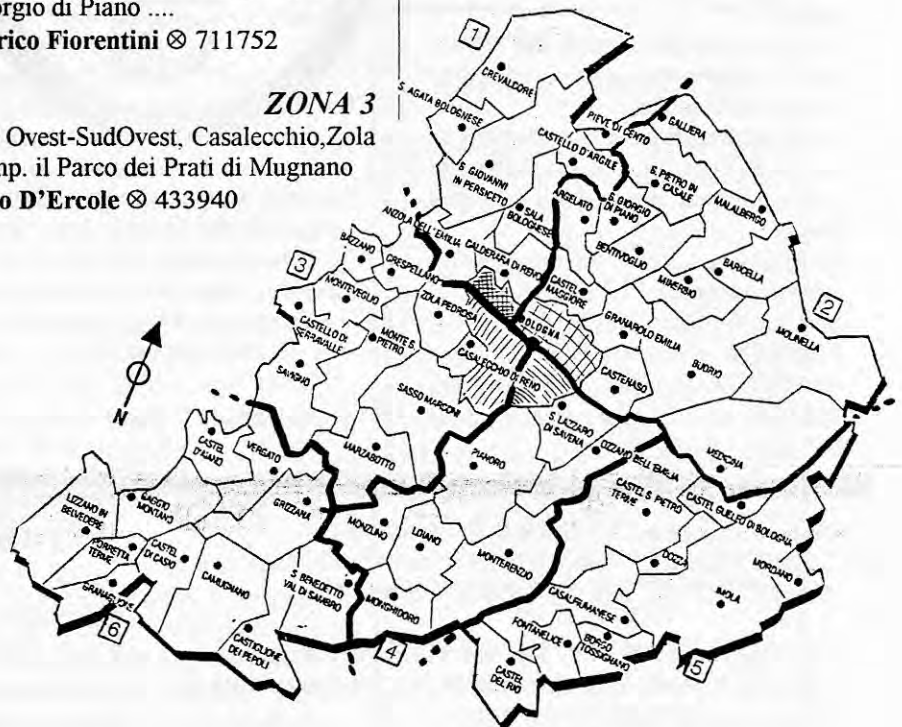 orgio di Piano ....
rico Fiorentini ⊗ 711752
ZONA 3
Ovest-SudOvest, Casalecchio,Zola
np. il Parco dei Prati di Mugnano
o D'Ercole ⊗ 433940
1
CREVALCORE
S. AGATA BOLOGNESE
PIEVE DI CENTO
GALLIERA
CASTELLO D'ARGILE
S. PIETRO IN
CASALE
S. GIOVANNI
IN PERSICETO
ARGELATO
S. GIORGIO
DI PIANO
MALALBERGO
SALA
BOLOGNESE
ANZOLA DELL'EMILIA
BENTIVOGLIO
BARICELLA
BAZZANO
CALDERARA DI RENO
3
CRESPELLANO
CASTEL
MAGGIORE
MINERBIO
2
MONTEVEGLIO
ZOLA PEDROSA
BOLOGNA
GRANAROLO EMILIA
MOLINELLA
CASTELLO DI
SERRAVALLE
MONTE S.
PIETRO
CASALECCHIO DI RENO
BUDRIO
SAVIGNO
CASTENASO
SASSO MARCONI
S. LAZZARO
DI SAVENA
N
MARZABOTTO
PIANORO
OZZANO DELL'EMILIA
MEDICINA
CASTEL
D'AIANO
VERGATO
CASTEL S. PIETRO
TERME
CASTEL GUELFO DI BOLOGNA
LIZZANO IN
BELVEDERE
GAGGIO
MONTANO
GRIZZANA
MONZUNO
LOIANO
DOZZA
MORDANO
PORRETTA
TERME
CASTEL
DI CASIO
MONTERENZIO
CAMUGNANO
S. BENEDETTO
VAL DI SAMBRO
IMOLA
GRANAGLIONE
MONGHIDORO
CASALFIUMANESE
6
CASTIGLIONE
DEI PEPOLI
4
FONTANELICE
BORGO
TOSSIGNANO
5
CASTEL
DEL RIO